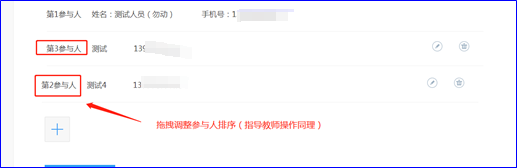 第1参与人 姓名：测试人员（勿动） 手机号：1
第3参与人 测试 139
第2参与人 测试4 13
拖拽调整参与人排序（指导教师操作同理）